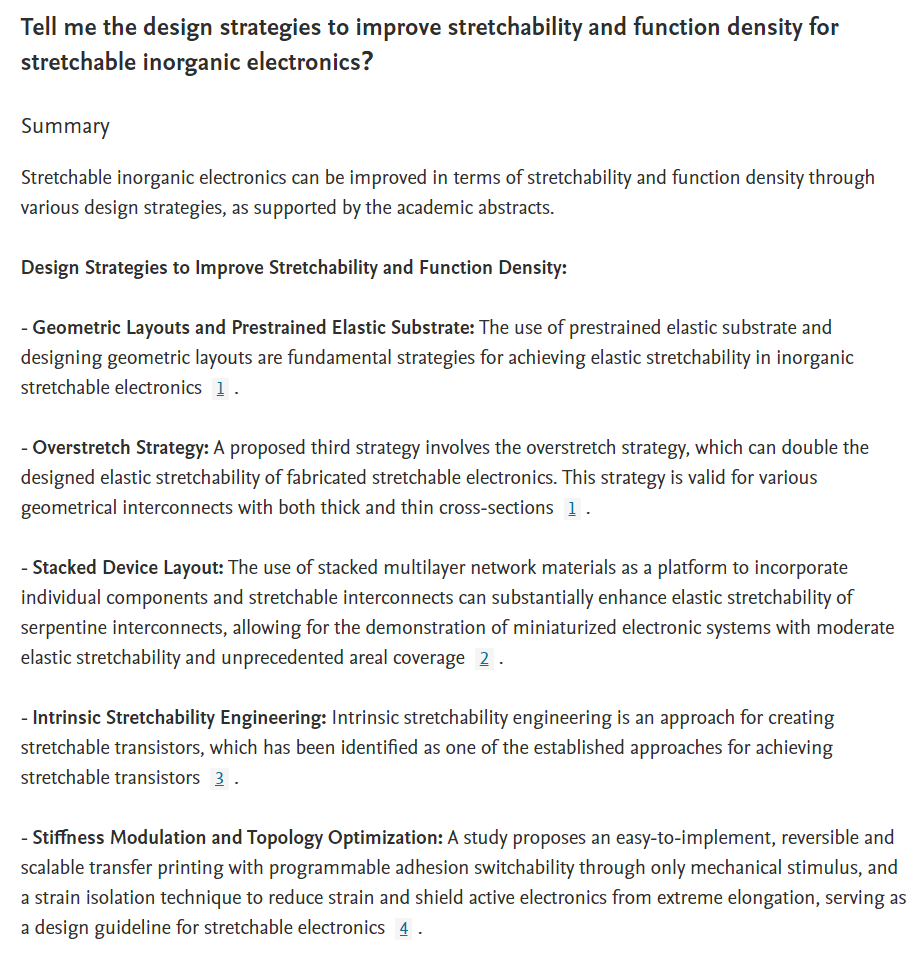 Tell me the design strategies to improve stretchability and function density for
stretchable inorganic electronics?
Summary
Stretchable inorganic electronics can be improved in terms of stretchability and function density through
various design strategies, as supported by the academic abstracts.
Design Strategies to Improve Stretchability and Function Density:
- Geometric Layouts and Prestrained Elastic Substrate: The use of prestrained elastic substrate and
designing geometric layouts are fundamental strategies for achieving elastic stretchability in inorganic
stretchable electronics 1 .
- Overstretch Strategy: A proposed third strategy involves the overstretch strategy, which can double the
designed elastic stretchability of fabricated stretchable electronics. This strategy is valid for various
geometrical interconnects with both thick and thin cross-sections 1 .
- Stacked Device Layout: The use of stacked multilayer network materials as a platform to incorporate
individual components and stretchable interconnects can substantially enhance elastic stretchability of
serpentine interconnects, allowing for the demonstration of miniaturized electronic systems with moderate
elastic stretchability and unprecedented areal coverage 2 .
- Intrinsic Stretchability Engineering: Intrinsic stretchability engineering is an approach for creating
stretchable transistors, which has been identified as one of the established approaches for achieving
stretchable transistors 3 .
- Stiffness Modulation and Topology Optimization: A study proposes an easy-to-implement, reversible and
scalable transfer printing with programmable adhesion switchability through only mechanical stimulus, and
a strain isolation technique to reduce strain and shield active electronics from extreme elongation, serving as
a design guideline for stretchable electronics 4 .